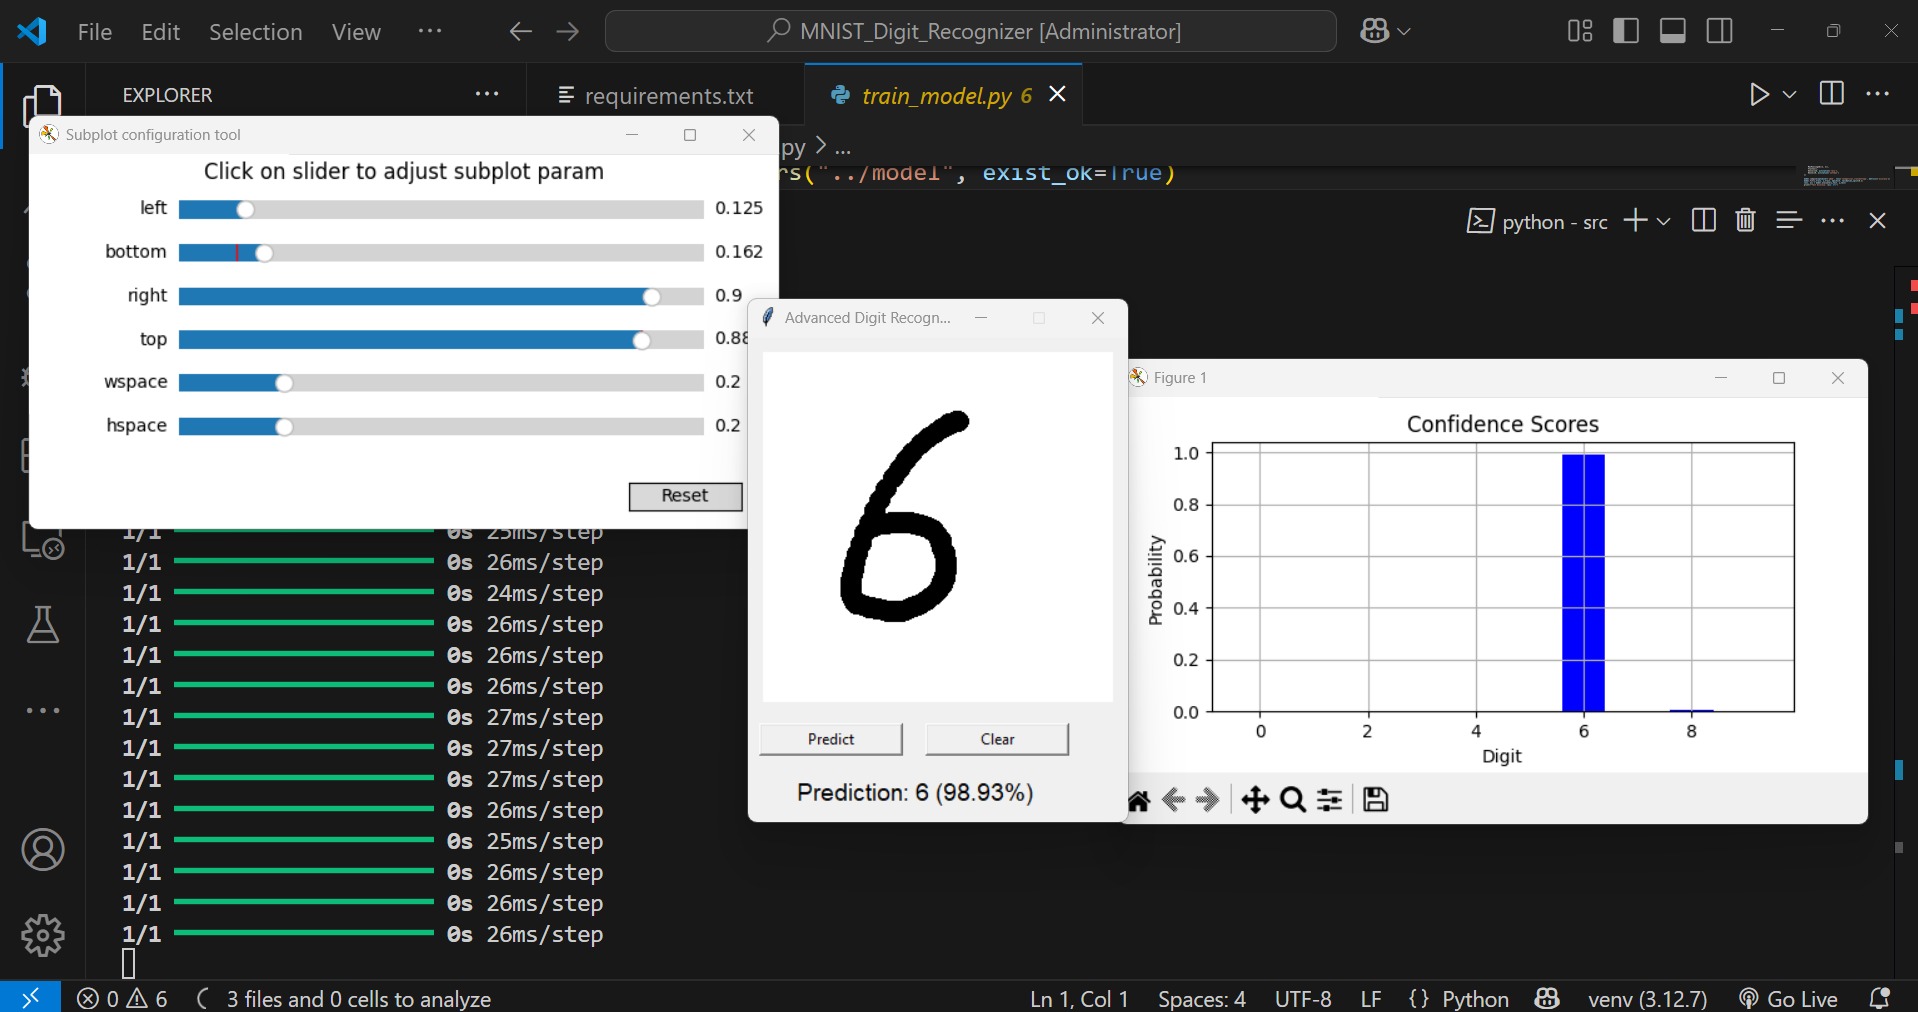 File Edit Selection View ··· MNIST_Digit_Recognizer [Administrator]
EXPLORER ··· requirements.txt train_model.py 6
py > ...
rs("../model", exist_ok=True)
python - src
Subplot configuration tool
Click on slider to adjust subplot param
left 0.125
bottom 0.162
right 0.9
top 0.88
wspace 0.2
hspace 0.2
Reset
1/1 0s 25ms/step
1/1 0s 26ms/step
1/1 0s 24ms/step
1/1 0s 26ms/step
1/1 0s 26ms/step
1/1 0s 26ms/step
1/1 0s 27ms/step
1/1 0s 27ms/step
1/1 0s 27ms/step
1/1 0s 26ms/step
1/1 0s 25ms/step
1/1 0s 26ms/step
1/1 0s 26ms/step
1/1 0s 26ms/step
Advanced Digit Recogn...
6
Predict Clear
Prediction: 6 (98.93%)
Figure 1
Confidence Scores
1.0
0.8
0.6
0.4
0.2
0.0
Probability
0 2 4 6 8
Digit
0 6 3 files and 0 cells to analyze Ln 1, Col 1 Spaces: 4 UTF-8 LF {} Python venv (3.12.7) Go Live